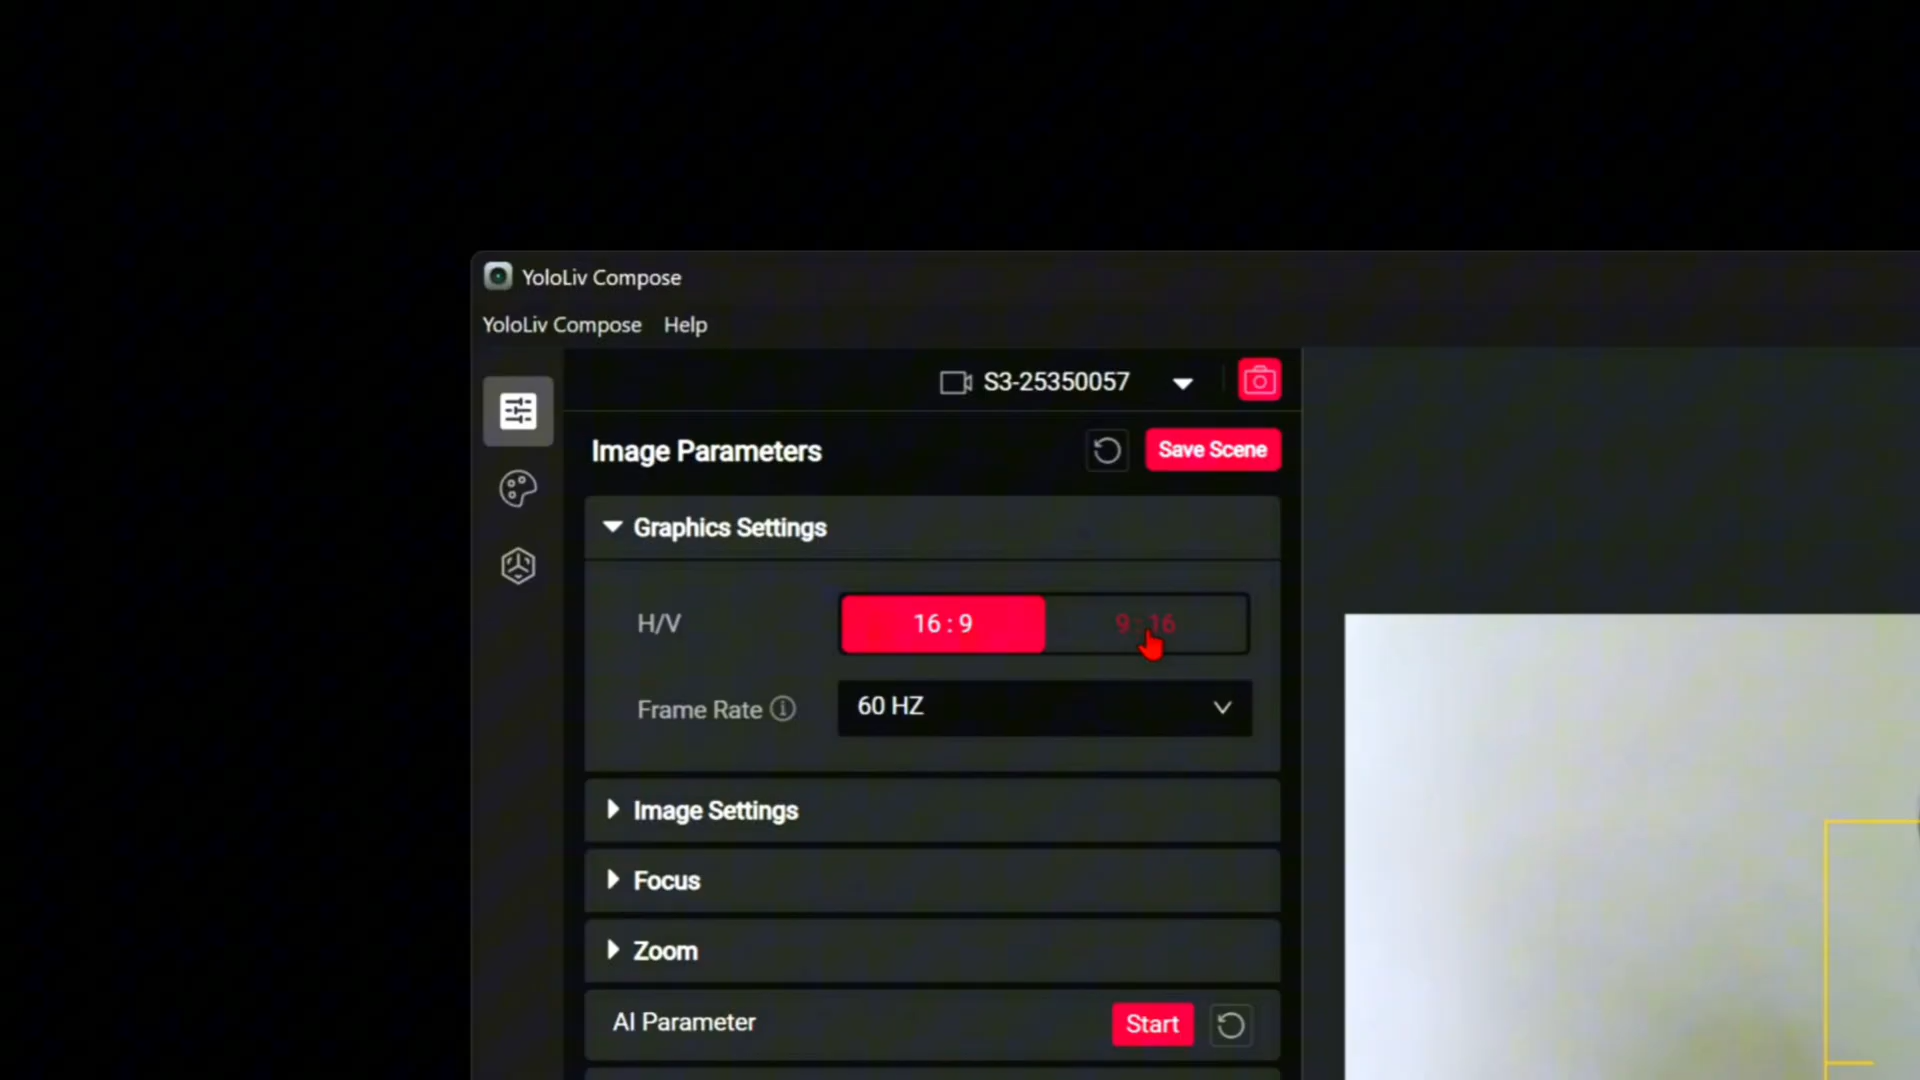 YoloLiv Compose
YoloLiv Compose Help
S3-25350057
Image Parameters Save Scene
Graphics Settings
H/V 16 : 9 9 : 16
Frame Rate 60 HZ
Image Settings
Focus
Zoom
AI Parameter Start